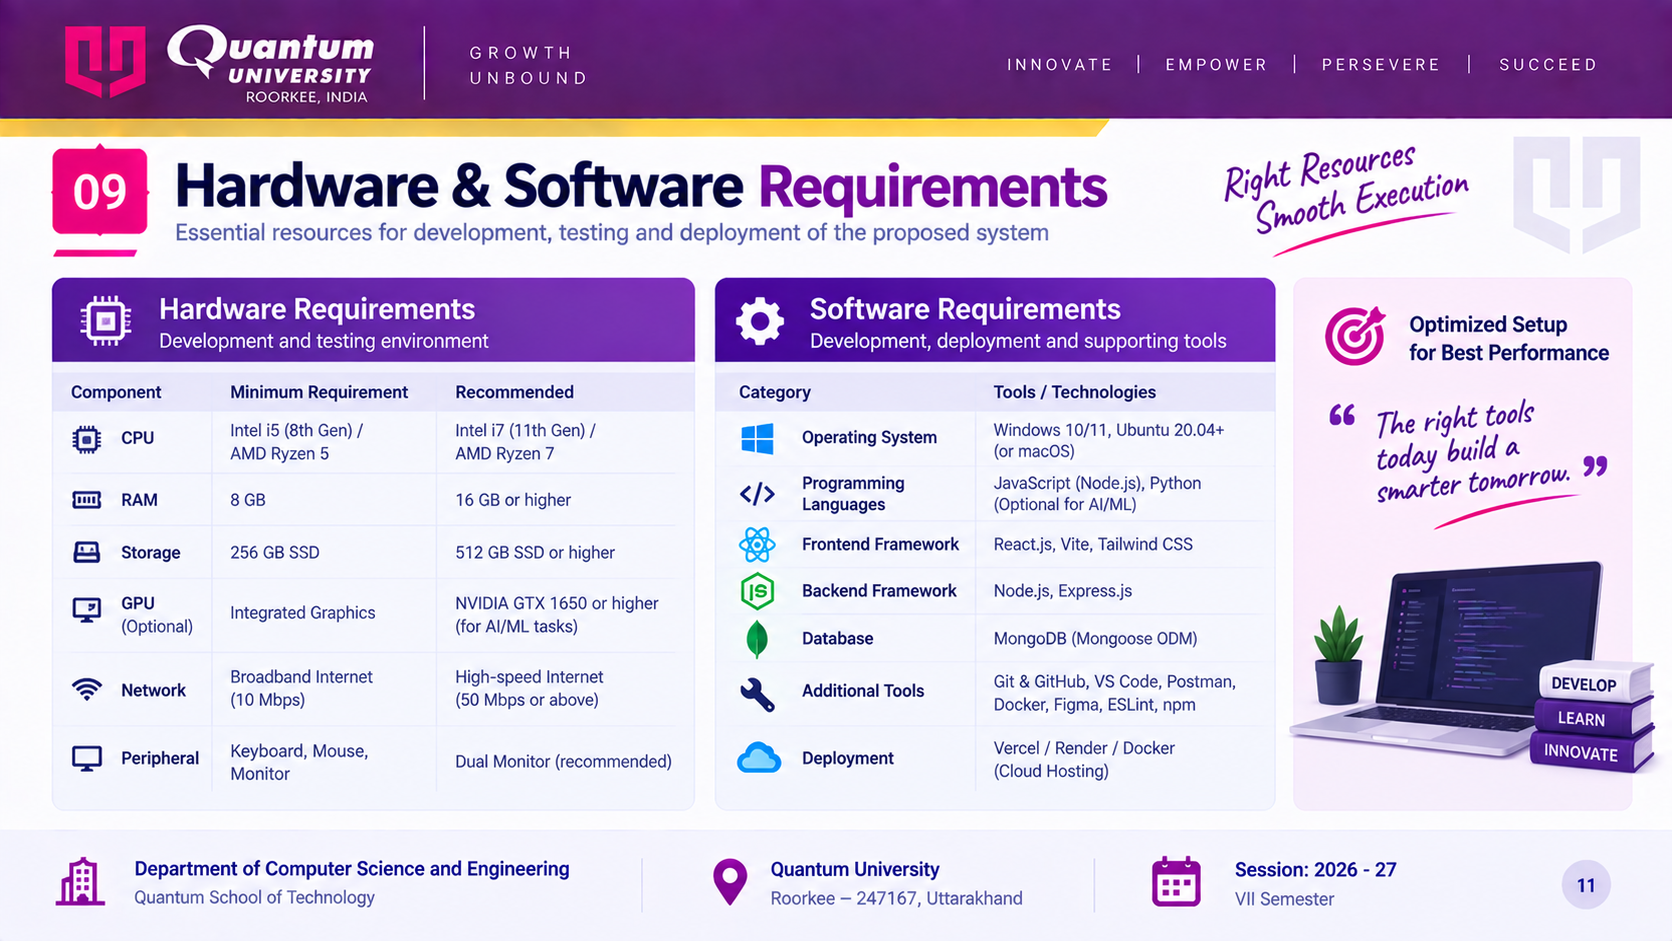 Quantum
UNIVERSITY
ROORKEE, INDIA
GROWTH
UNBOUND
INNOVATE | EMPOWER | PERSEVERE | SUCCEED
09
Hardware & Software Requirements
Essential resources for development, testing and deployment of the proposed system
Right Resources
Smooth Execution
Hardware Requirements
Development and testing environment
Component Minimum Requirement Recommended
CPU
Intel i5 (8th Gen) /
AMD Ryzen 5
Intel i7 (11th Gen) /
AMD Ryzen 7
RAM 8 GB 16 GB or higher
Storage 256 GB SSD 512 GB SSD or higher
GPU
(Optional)
Integrated Graphics
NVIDIA GTX 1650 or higher
(for AI/ML tasks)
Network
Broadband Internet
(10 Mbps)
High-speed Internet
(50 Mbps or above)
Peripheral
Keyboard, Mouse,
Monitor
Dual Monitor (recommended)
Software Requirements
Development, deployment and supporting tools
Category Tools / Technologies
Operating System
Windows 10/11, Ubuntu 20.04+
(or macOS)
</>
Programming
Languages
JavaScript (Node.js), Python
(Optional for AI/ML)
Frontend Framework React.js, Vite, Tailwind CSS
JS
Backend Framework Node.js, Express.js
Database MongoDB (Mongoose ODM)
Additional Tools
Git & GitHub, VS Code, Postman,
Docker, Figma, ESLint, npm
Deployment
Vercel / Render / Docker
(Cloud Hosting)
Optimized Setup
for Best Performance
“ The right tools
today build a
smarter tomorrow. ”
DEVELOP
LEARN
INNOVATE
Department of Computer Science and Engineering
Quantum School of Technology
Quantum University
Roorkee – 247167, Uttarakhand
Session: 2026 - 27
VII Semester
11